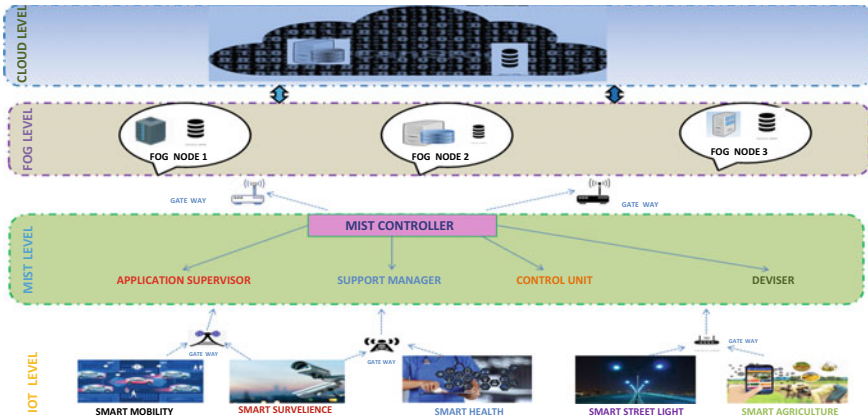 CLOUD LEVEL
FOG LEVEL
FOG NODE 1
FOG NODE 2
FOG NODE 3
GATE WAY
GATE WAY
MIST LEVEL
MIST CONTROLLER
APPLICATION SUPERVISOR
SUPPORT MANAGER
CONTROL UNIT
DEVISER
GATE WAY
GATE WAY
GATE WAY
IOT LEVEL
SMART MOBILITY
SMART SURVELIENCE
SMART HEALTH
SMART STREET LIGHT
SMART AGRICULTURE